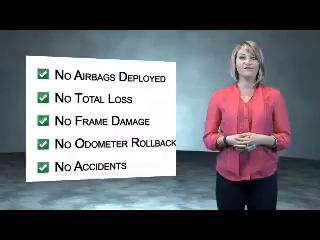 No Airbags Deployed
No Total Loss
No Frame Damage
No Odometer Rollback
No Accidents